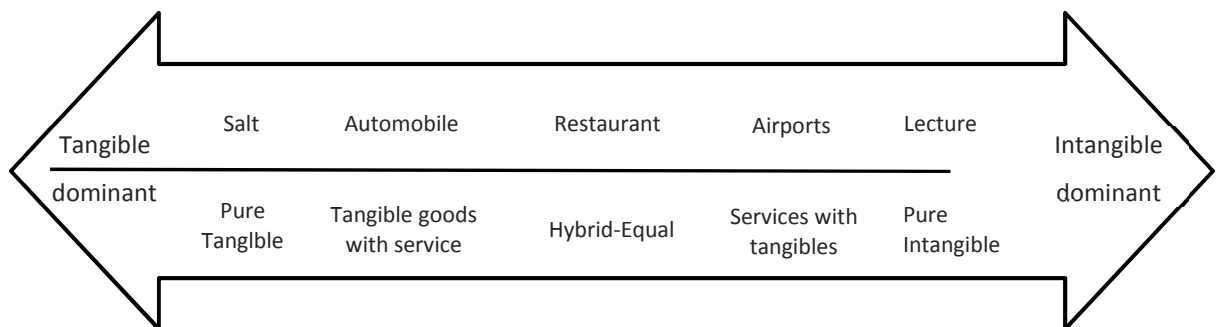 Salt Automobile Restaurant Airports Lecture
Tangible Intangible
dominant dominant
Pure Tangible goods Hybrid-Equal Services with Pure
TangIble with service tangibles Intangible